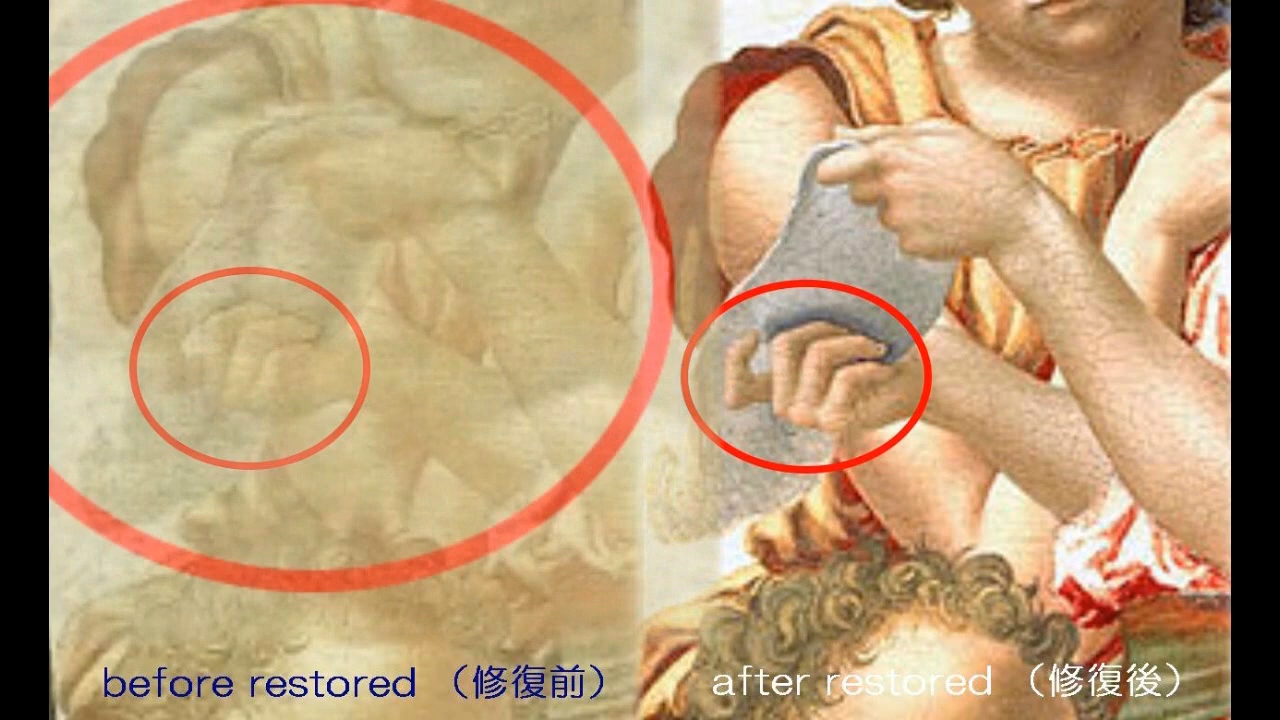 before restored （修復前）
after restored （修復後）